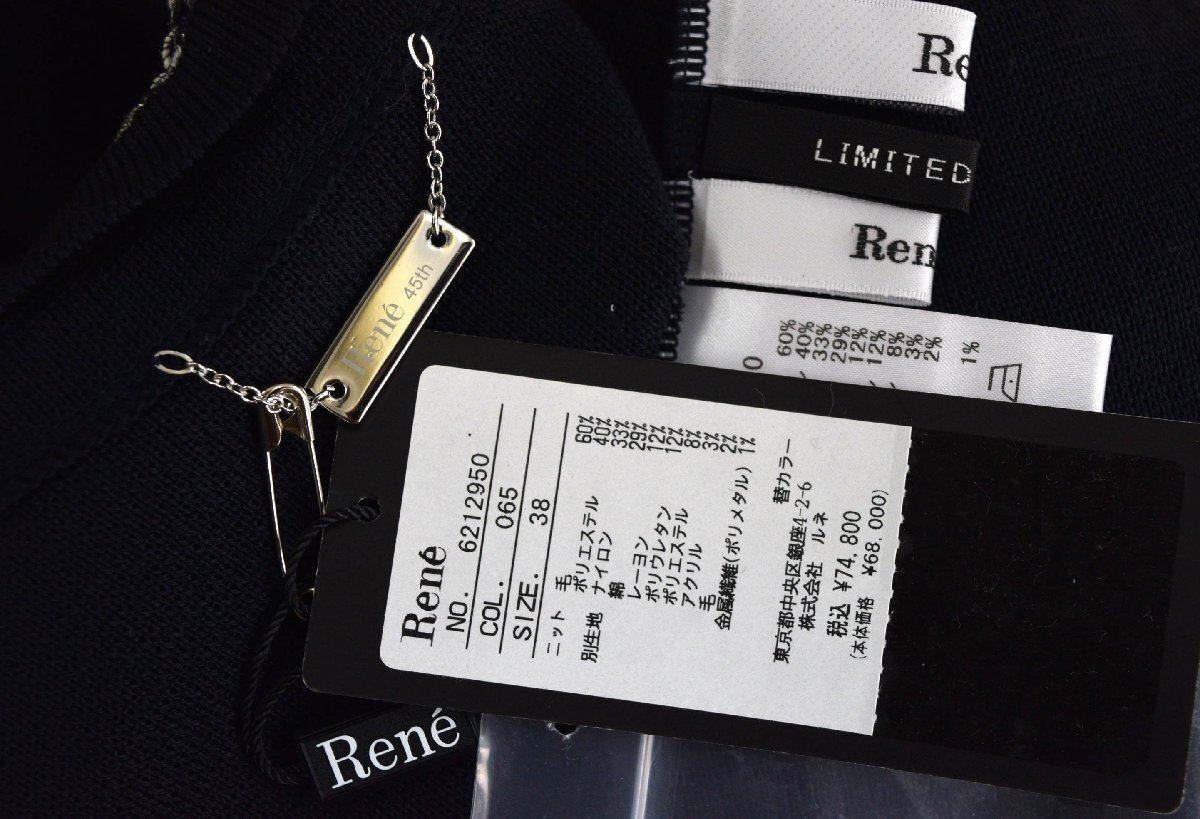 René
LIMITED
René
60%
40%
33%
29%
12%
12%
8%
3%
2%
1%
René 45th
René
NO. 6212950
COL. 065
SIZE. 38
ニット 毛 60%
ポリエステル 40%
別生地 ナイロン 33%
綿 29%
レーヨン 12%
ポリウレタン 12%
ポリエステル 8%
アクリル 3%
毛 2%
金属繊維(ポリメタル) 1%
替カラー
東京都中央区銀座4-2-6
株式会社 ルネ
税込 ¥74,800
(本体価格 ¥68,000)
René